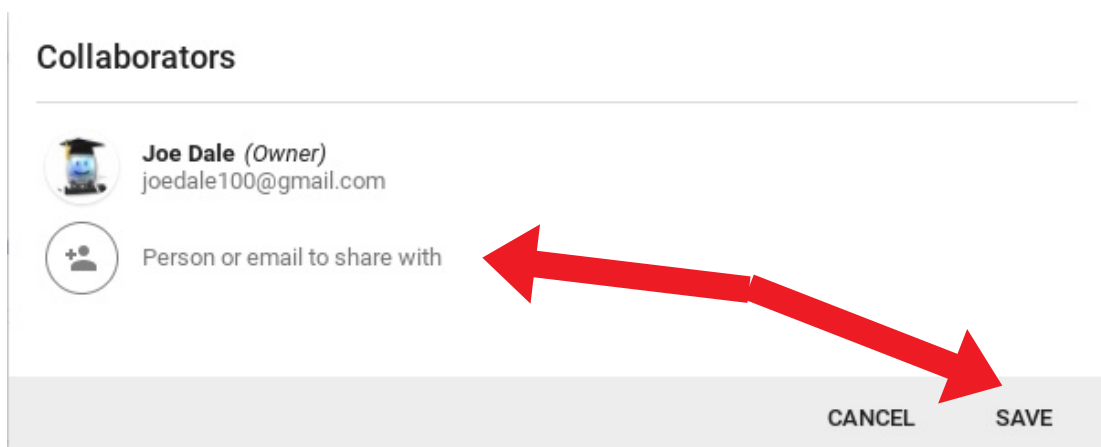 Collaborators
Joe Dale (Owner)
joedale100@gmail.com
Person or email to share with
CANCEL SAVE